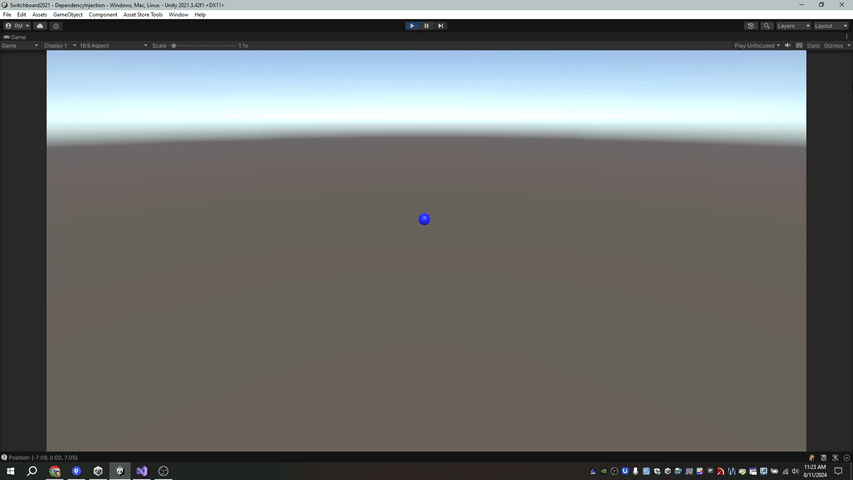 Switchboard2021 - DependencyInjection - Windows, Mac, Linux - Unity 2021.3.42f1 <DX11>
File Edit Assets GameObject Component Asset Store Tools Window Help
RM Layers Layout
Game
Game Display 1 16:9 Aspect Scale 1.1x Play Unfocused Stats Gizmos
Position: (-7.09, 0.00, 7.05)
11:23 AM
8/11/2024